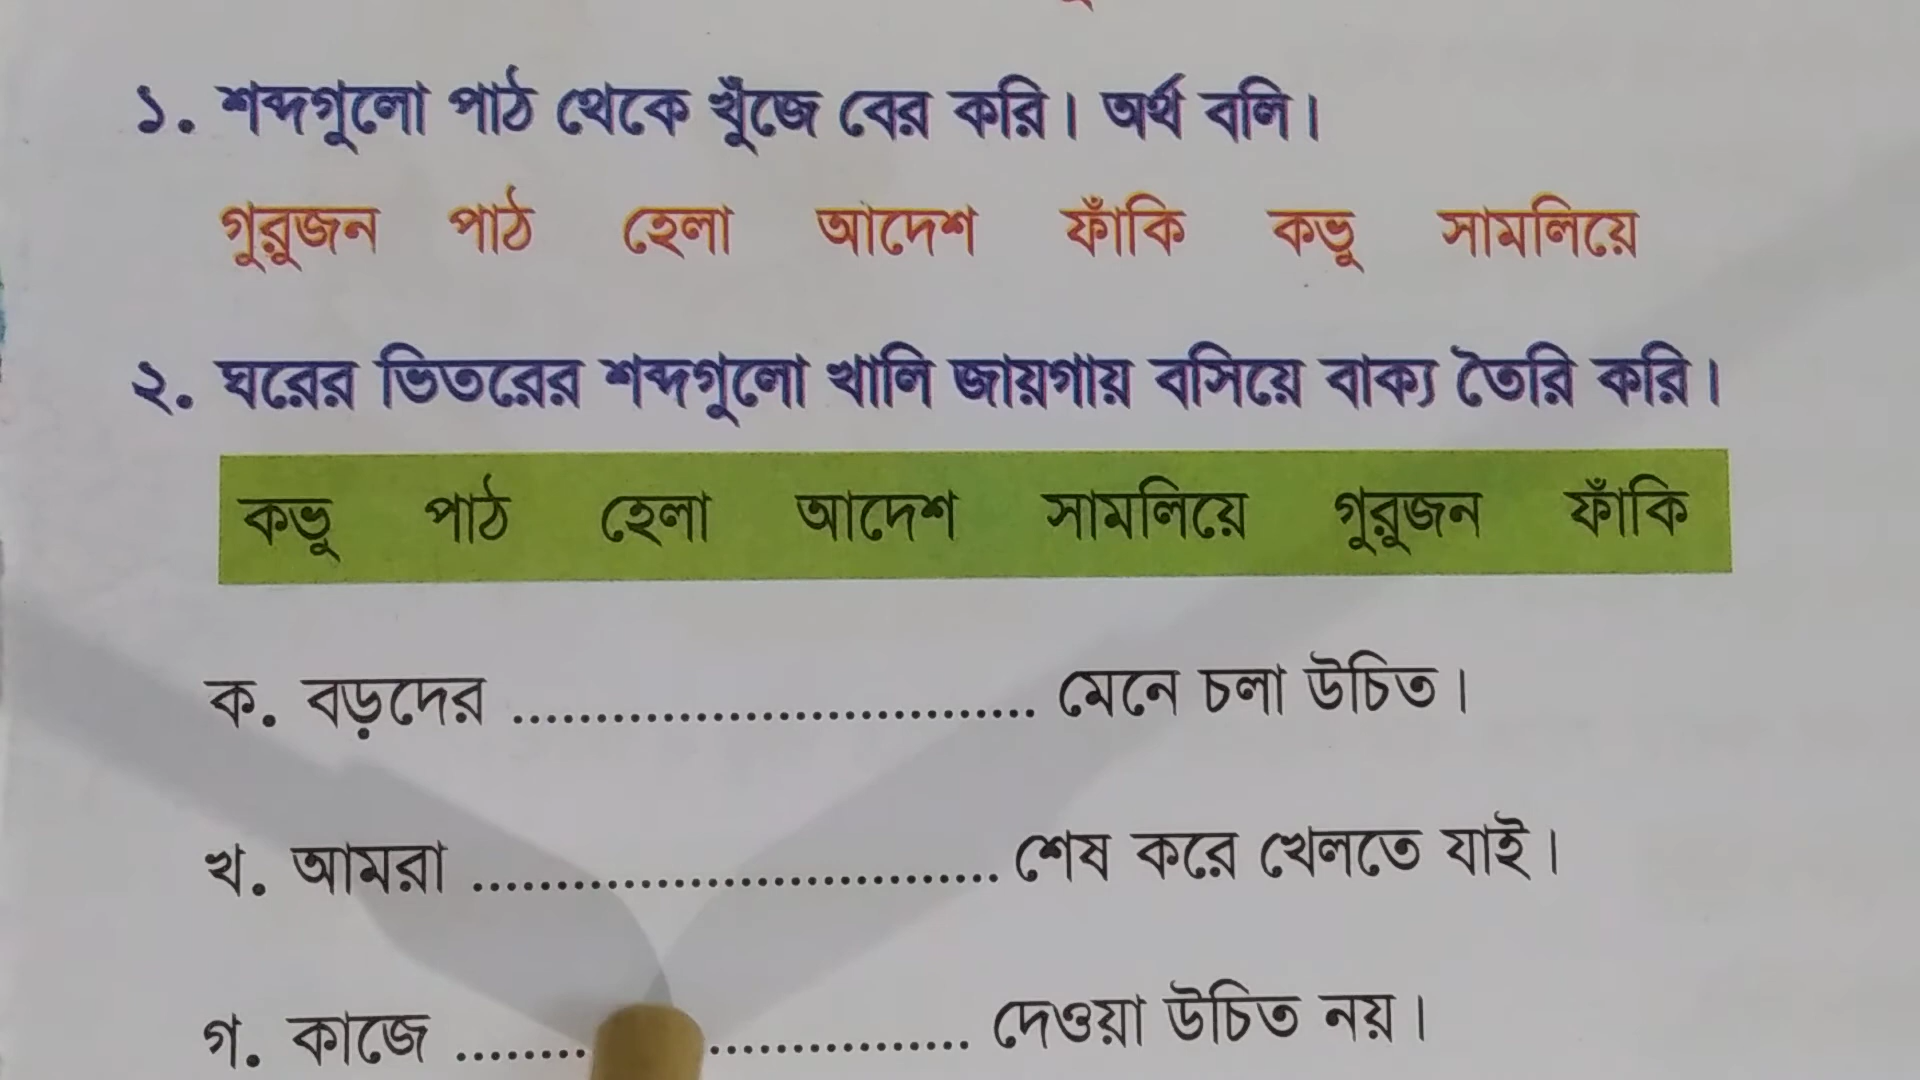 ১. শব্দগুলো পাঠ থেকে খুঁজে বের করি। অর্থ বলি।
গুরুজন পাঠ হেলা আদেশ ফাঁকি কভু সামলিয়ে
২. ঘরের ভিতরের শব্দগুলো খালি জায়গায় বসিয়ে বাক্য তৈরি করি।
কভু পাঠ হেলা আদেশ সামলিয়ে গুরুজন ফাঁকি
ক. বড়দের ................................ মেনে চলা উচিত।
খ. আমরা ................................ শেষ করে খেলতে যাই।
গ. কাজে ................................ দেওয়া উচিত নয়।